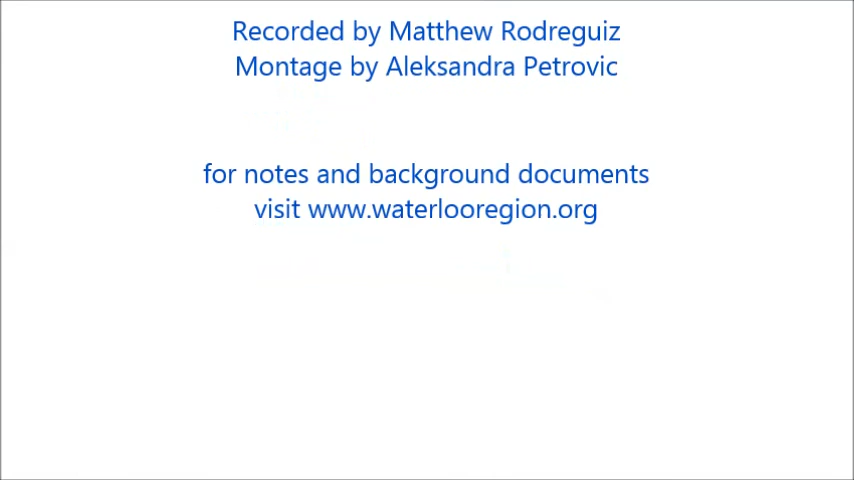 Recorded by Matthew Rodreguiz
Montage by Aleksandra Petrovic
for notes and background documents
visit www.waterlooregion.org